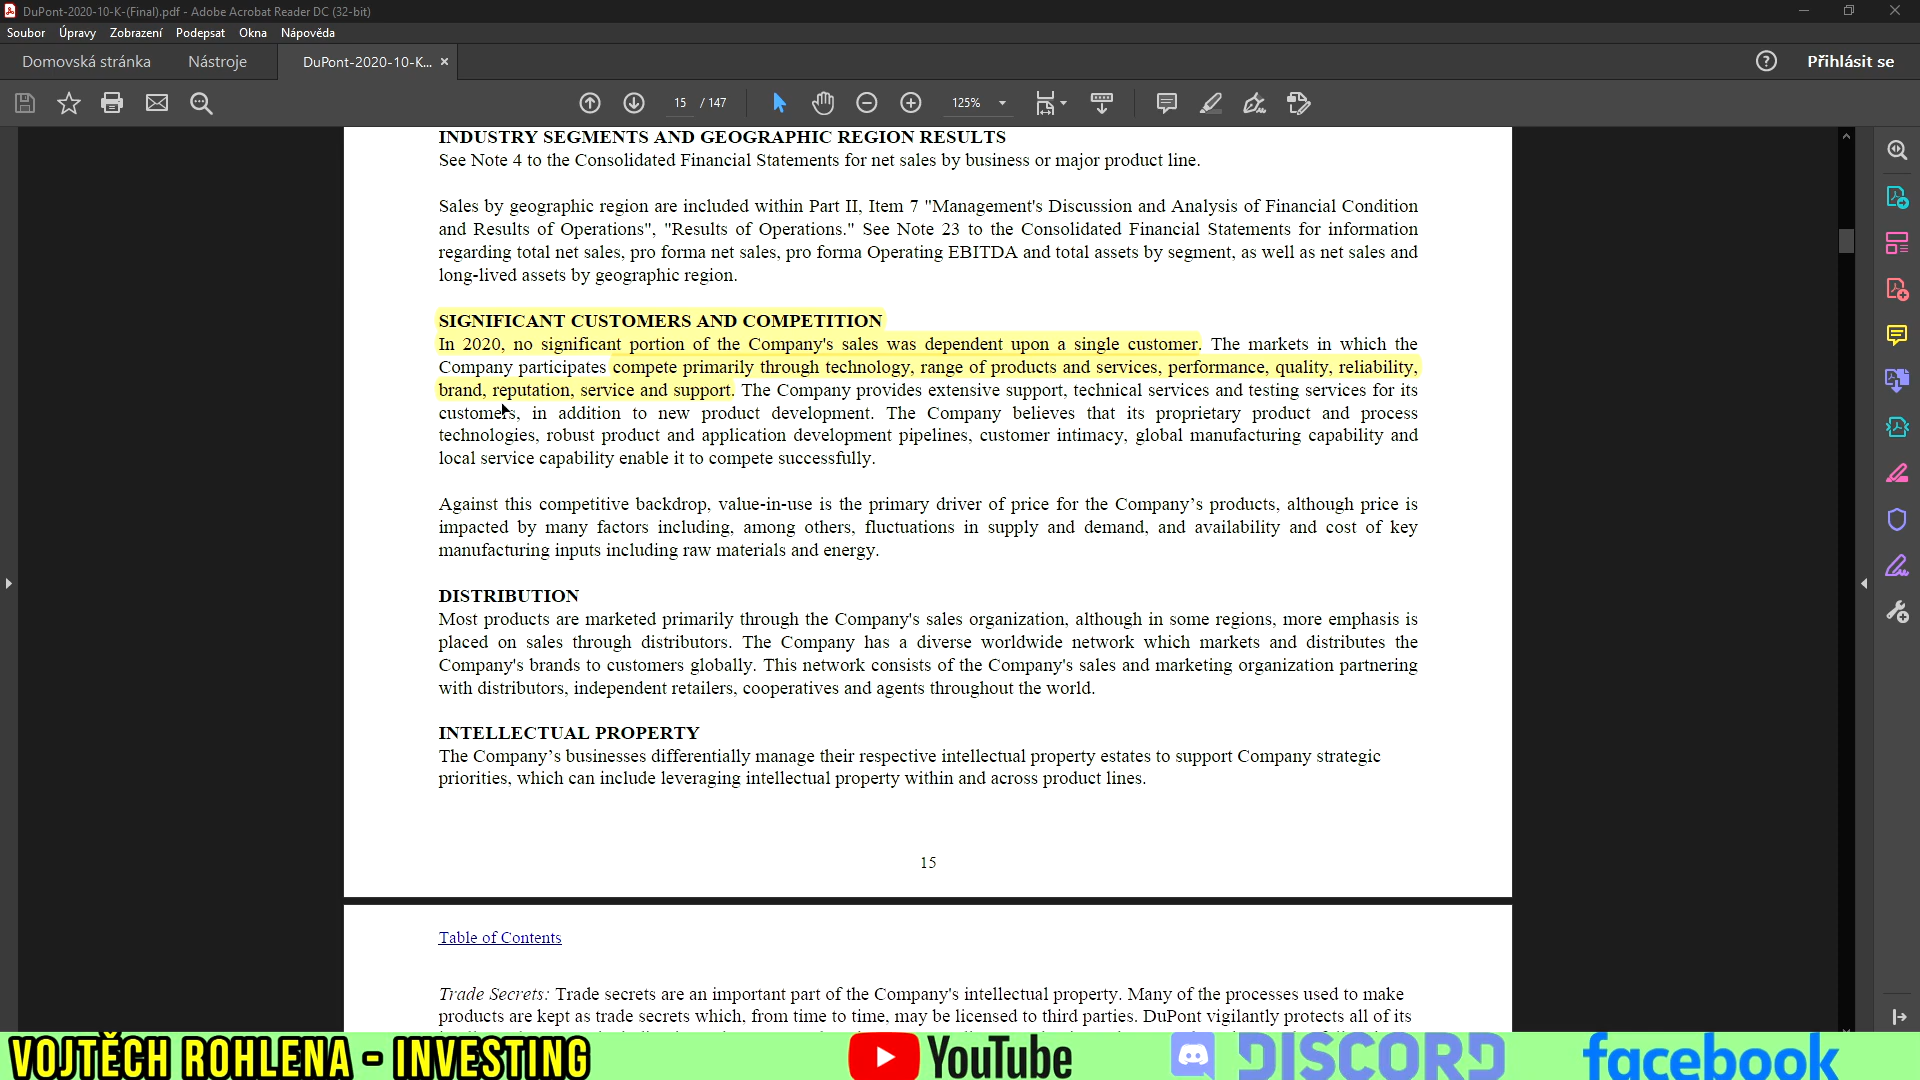 DuPont-2020-10-K-(Final).pdf - Adobe Acrobat Reader DC (32-bit)
Soubor Úpravy Zobrazení Podepsat Okna Nápověda
Domovská stránka Nástroje DuPont-2020-10-K... × Přihlásit se
15 / 147 125%
INDUSTRY SEGMENTS AND GEOGRAPHIC REGION RESULTS
See Note 4 to the Consolidated Financial Statements for net sales by business or major product line.
Sales by geographic region are included within Part II, Item 7 "Management's Discussion and Analysis of Financial Condition
and Results of Operations", "Results of Operations." See Note 23 to the Consolidated Financial Statements for information
regarding total net sales, pro forma net sales, pro forma Operating EBITDA and total assets by segment, as well as net sales and
long-lived assets by geographic region.
SIGNIFICANT CUSTOMERS AND COMPETITION
In 2020, no significant portion of the Company's sales was dependent upon a single customer. The markets in which the
Company participates compete primarily through technology, range of products and services, performance, quality, reliability,
brand, reputation, service and support. The Company provides extensive support, technical services and testing services for its
customers, in addition to new product development. The Company believes that its proprietary product and process
technologies, robust product and application development pipelines, customer intimacy, global manufacturing capability and
local service capability enable it to compete successfully.
Against this competitive backdrop, value-in-use is the primary driver of price for the Company’s products, although price is
impacted by many factors including, among others, fluctuations in supply and demand, and availability and cost of key
manufacturing inputs including raw materials and energy.
DISTRIBUTION
Most products are marketed primarily through the Company's sales organization, although in some regions, more emphasis is
placed on sales through distributors. The Company has a diverse worldwide network which markets and distributes the
Company's brands to customers globally. This network consists of the Company's sales and marketing organization partnering
with distributors, independent retailers, cooperatives and agents throughout the world.
INTELLECTUAL PROPERTY
The Company’s businesses differentially manage their respective intellectual property estates to support Company strategic
priorities, which can include leveraging intellectual property within and across product lines.
15
Table of Contents
Trade Secrets: Trade secrets are an important part of the Company's intellectual property. Many of the processes used to make
products are kept as trade secrets which, from time to time, may be licensed to third parties. DuPont vigilantly protects all of its
VOJTĚCH ROHLENA - INVESTING YouTube DISCORD facebook